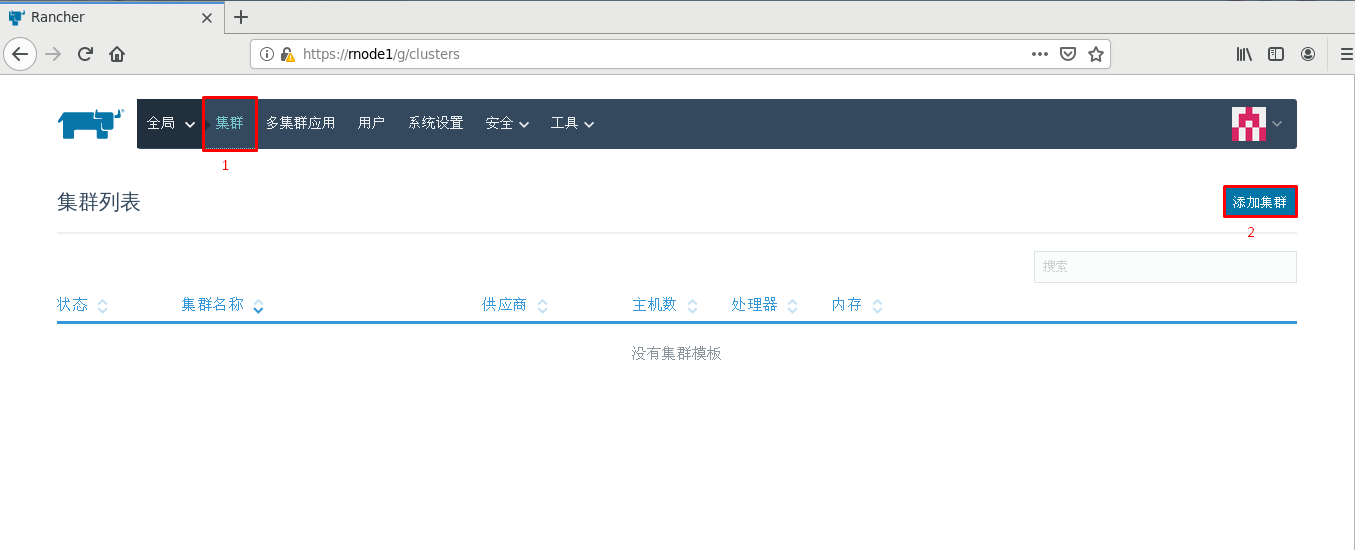 Rancher
https://rnode1/g/clusters
全局 集群 多集群应用 用户 系统设置 安全 工具
1
集群列表 添加集群
2
搜索
状态 集群名称 供应商 主机数 处理器 内存
没有集群模板